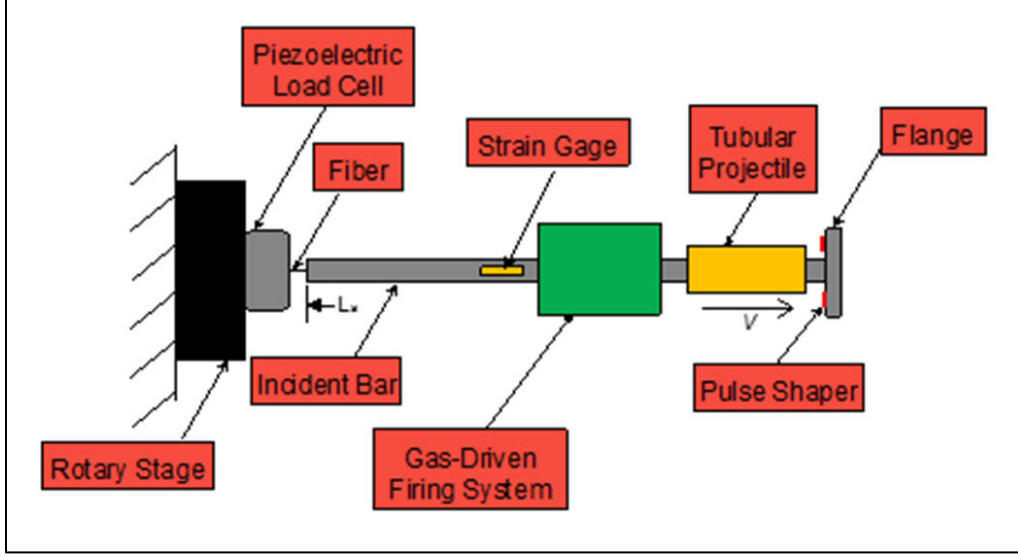 Piezoelectric
Load Cell
Fiber
Strain Gage
Tubular
Projectile
Flange
Lx
V
Incident Bar
Pulse Shaper
Rotary Stage
Gas-Driven
Firing System